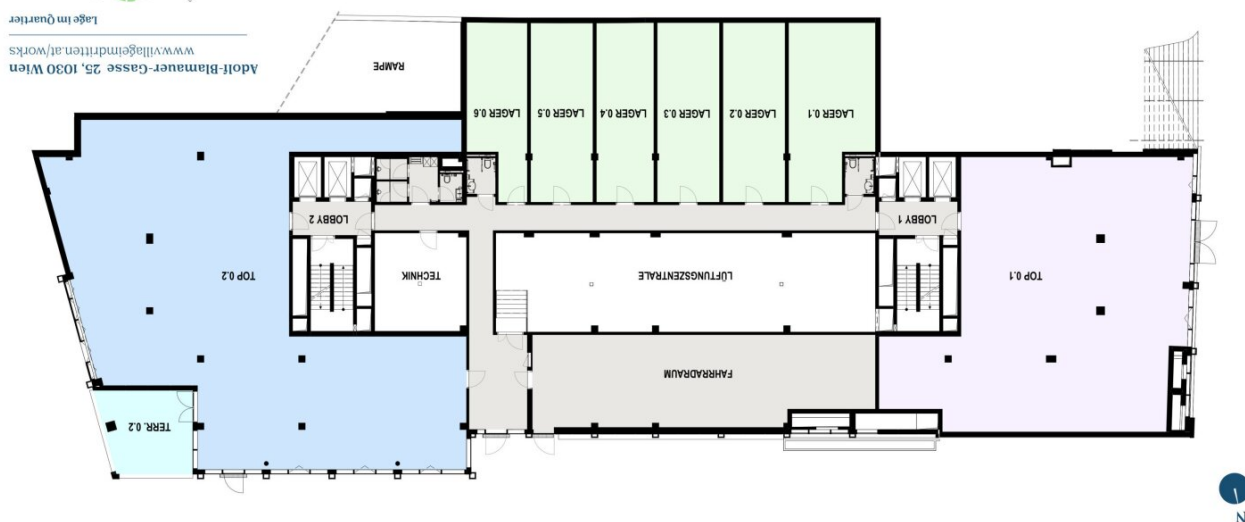 N
TERR. 0.2
FAHRRADRAUM
TOP 0.1
LÜFTUNGSZENTRALE
TECHNIK
TOP 0.2
LOBBY 1
LOBBY 2
LAGER 0.1
LAGER 0.2
LAGER 0.3
LAGER 0.4
LAGER 0.5
LAGER 0.6
RAMPE
Adolf-Blamauer-Gasse 25, 1030 Wien
www.villageimdritten.at/works
Lage im Quartier